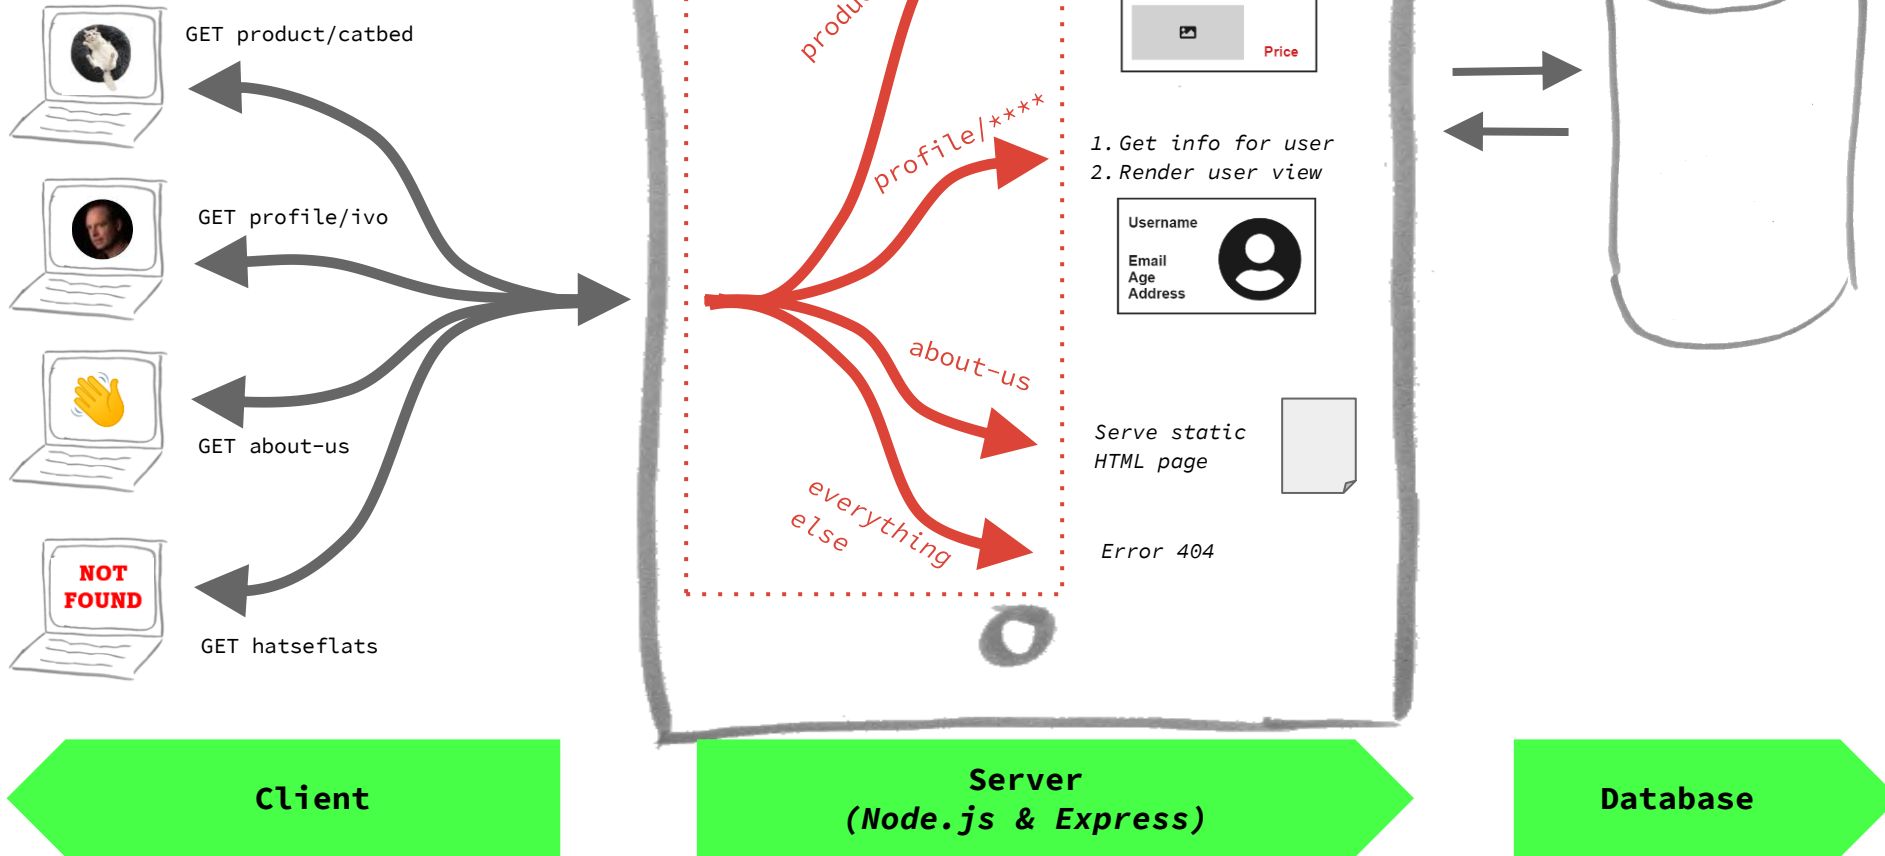 GET product/catbed
GET profile/ivo
GET about-us
NOT
FOUND
GET hatseflats
profile/****
about-us
everything
else
Price
1. Get info for user
2. Render user view
Username
Email
Age
Address
Serve static
HTML page
Error 404
Client
Server
(Node.js & Express)
Database